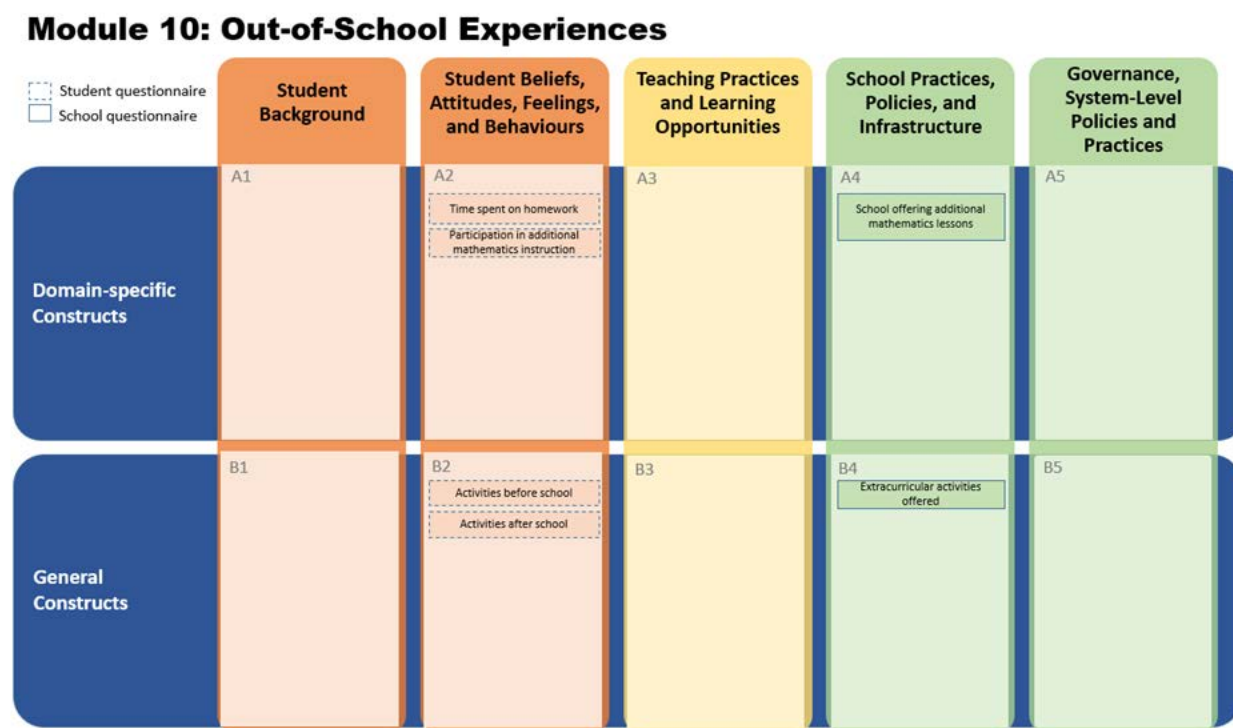 Module 10: Out-of-School Experiences
Student questionnaire
School questionnaire
Student
Background
Student Beliefs,
Attitudes, Feelings,
and Behaviours
Teaching Practices
and Learning
Opportunities
School Practices,
Policies, and
Infrastructure
Governance,
System-Level
Policies and
Practices
Domain-specific
Constructs
A1
A2
Time spent on homework
Participation in additional
mathematics instruction
A3
A4
School offering additional
mathematics lessons
A5
General
Constructs
B1
B2
Activities before school
Activities after school
B3
B4
Extracurricular activities
offered
B5